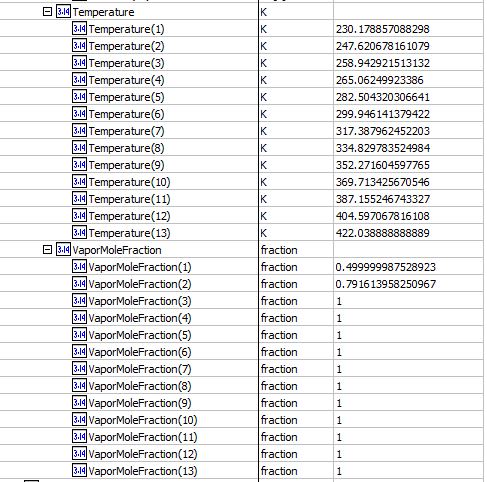 Temperature K
Temperature(1) K 230.178857088298
Temperature(2) K 247.620678161079
Temperature(3) K 258.942921513132
Temperature(4) K 265.06249923386
Temperature(5) K 282.504320306641
Temperature(6) K 299.946141379422
Temperature(7) K 317.387962452203
Temperature(8) K 334.829783524984
Temperature(9) K 352.271604597765
Temperature(10) K 369.713425670546
Temperature(11) K 387.155246743327
Temperature(12) K 404.597067816108
Temperature(13) K 422.038888888889
VaporMoleFraction fraction
VaporMoleFraction(1) fraction 0.499999987528923
VaporMoleFraction(2) fraction 0.791613958250967
VaporMoleFraction(3) fraction 1
VaporMoleFraction(4) fraction 1
VaporMoleFraction(5) fraction 1
VaporMoleFraction(6) fraction 1
VaporMoleFraction(7) fraction 1
VaporMoleFraction(8) fraction 1
VaporMoleFraction(9) fraction 1
VaporMoleFraction(10) fraction 1
VaporMoleFraction(11) fraction 1
VaporMoleFraction(12) fraction 1
VaporMoleFraction(13) fraction 1